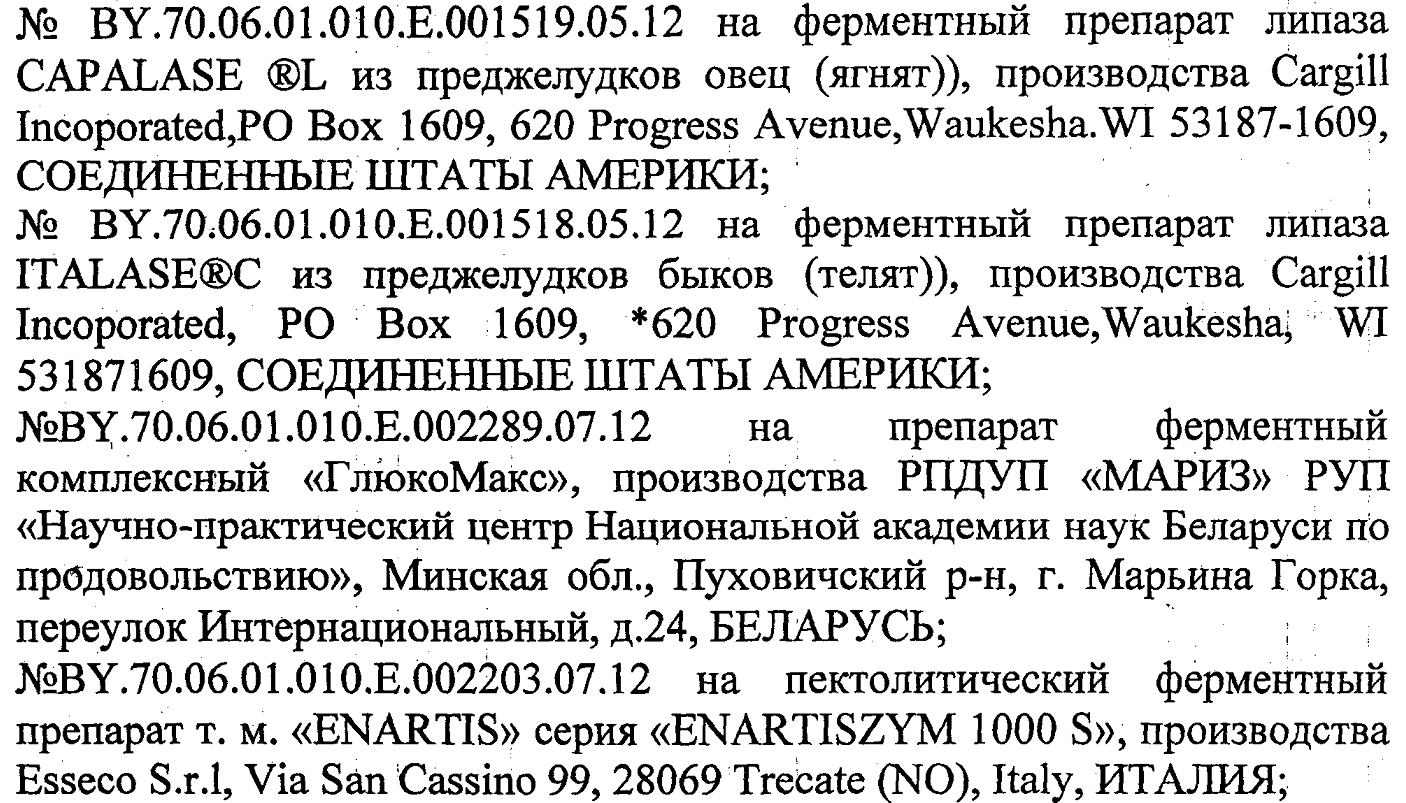 № BY.70.06.01.010.E.001519.05.12 на ферментный препарат липаза
CAPALASE ®L из преджелудков овец (ягнят)), производства Cargill
Incoporated,PO Box 1609, 620 Progress Avenue,Waukesha.WI 53187-1609,
СОЕДИНЕННЫЕ ШТАТЫ АМЕРИКИ;
№ BY.70.06.01.010.E.001518.05.12 на ферментный препарат липаза
ITALASE®C из преджелудков быков (телят)), производства Cargill
Incoporated, PO Box 1609, *620 Progress Avenue,Waukesha, WI
531871609, СОЕДИНЕННЫЕ ШТАТЫ АМЕРИКИ;
№BY.70.06.01.010.E.002289.07.12 на препарат ферментный
комплексный «ГлюкоМакс», производства РПДУП «МАРИЗ» РУП
«Научно-практический центр Национальной академии наук Беларуси по
продовольствию», Минская обл., Пуховичский р-н, г. Марьина Горка,
переулок Интернациональный, д.24, БЕЛАРУСЬ;
№BY.70.06.01.010.E.002203.07.12 на пектолитический ферментный
препарат т. м. «ENARTIS» серия «ENARTISZYM 1000 S», производства
Esseco S.r.l, Via San Cassino 99, 28069 Trecate (NO), Italy, ИТАЛИЯ;